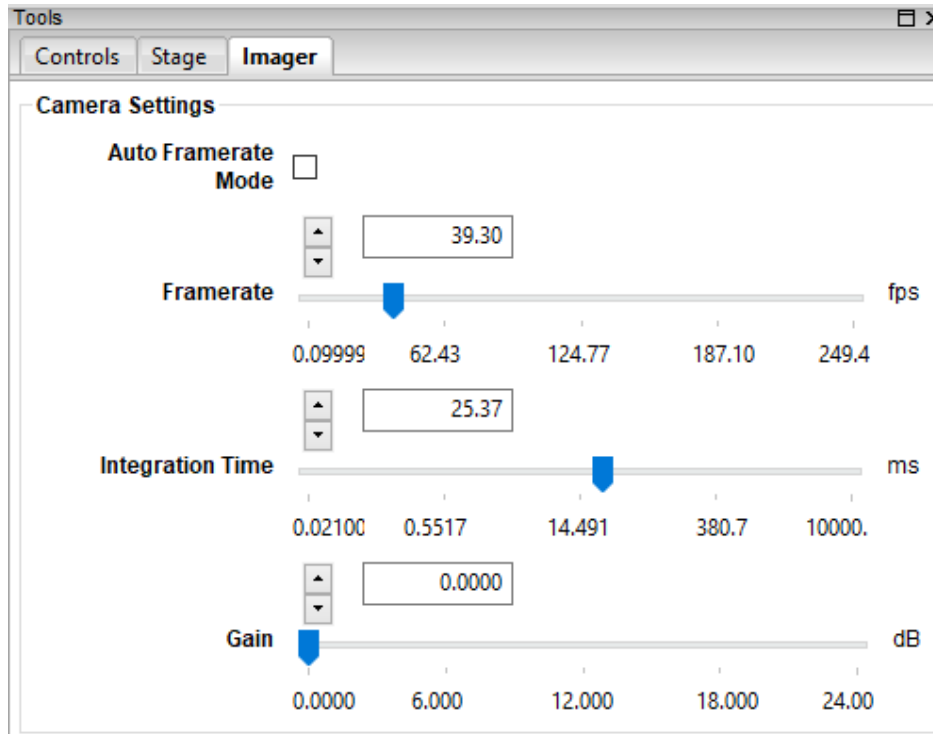 Tools
Controls Stage Imager
Camera Settings
Auto Framerate
Mode
39.30
Framerate fps
0.09999 62.43 124.77 187.10 249.4
25.37
Integration Time ms
0.02100 0.5517 14.491 380.7 10000.
0.0000
Gain dB
0.0000 6.000 12.000 18.000 24.00